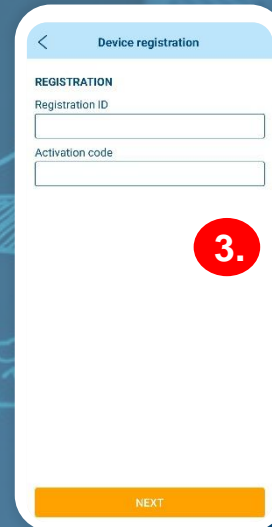 Device registration
REGISTRATION
Registration ID
Activation code
3.
NEXT